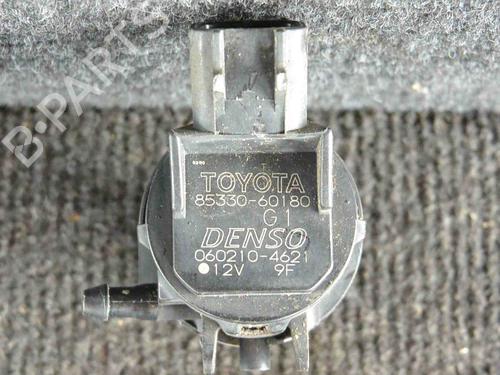 B-PARTS
TOYOTA
85330-60180
G1
DENSO
060210-4621
12V 9F